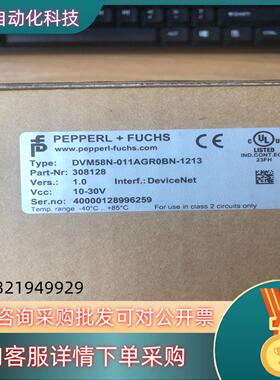 自动化科技
PEPPERL + FUCHS
www.pepperl-fuchs.com
CE
UL
LISTED
IND.CONT.EQ
23FH
Type: DVM58N-011AGR0BN-1213
Part-Nr: 308128
Vers.: 1.0 Interf.: DeviceNet
Vcc: 10-30V
SerNo: 40000128996259
Temp. range -40°C .. +85°C For use in class 2 circuits only
821949929
咨询采购批发可对公开票
客服详情下单采购